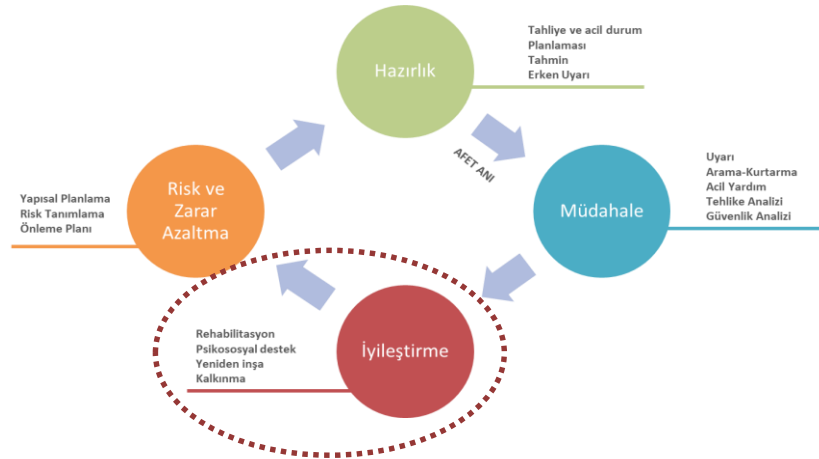 Hazırlık
Tahliye ve acil durum
Planlaması
Tahmin
Erken Uyarı
AFET ANI
Müdahale
Uyarı
Arama-Kurtarma
Acil Yardım
Tehlike Analizi
Güvenlik Analizi
İyileştirme
Rehabilitasyon
Psikososyal destek
Yeniden inşa
Kalkınma
Risk ve
Zarar
Azaltma
Yapısal Planlama
Risk Tanımlama
Önleme Planı